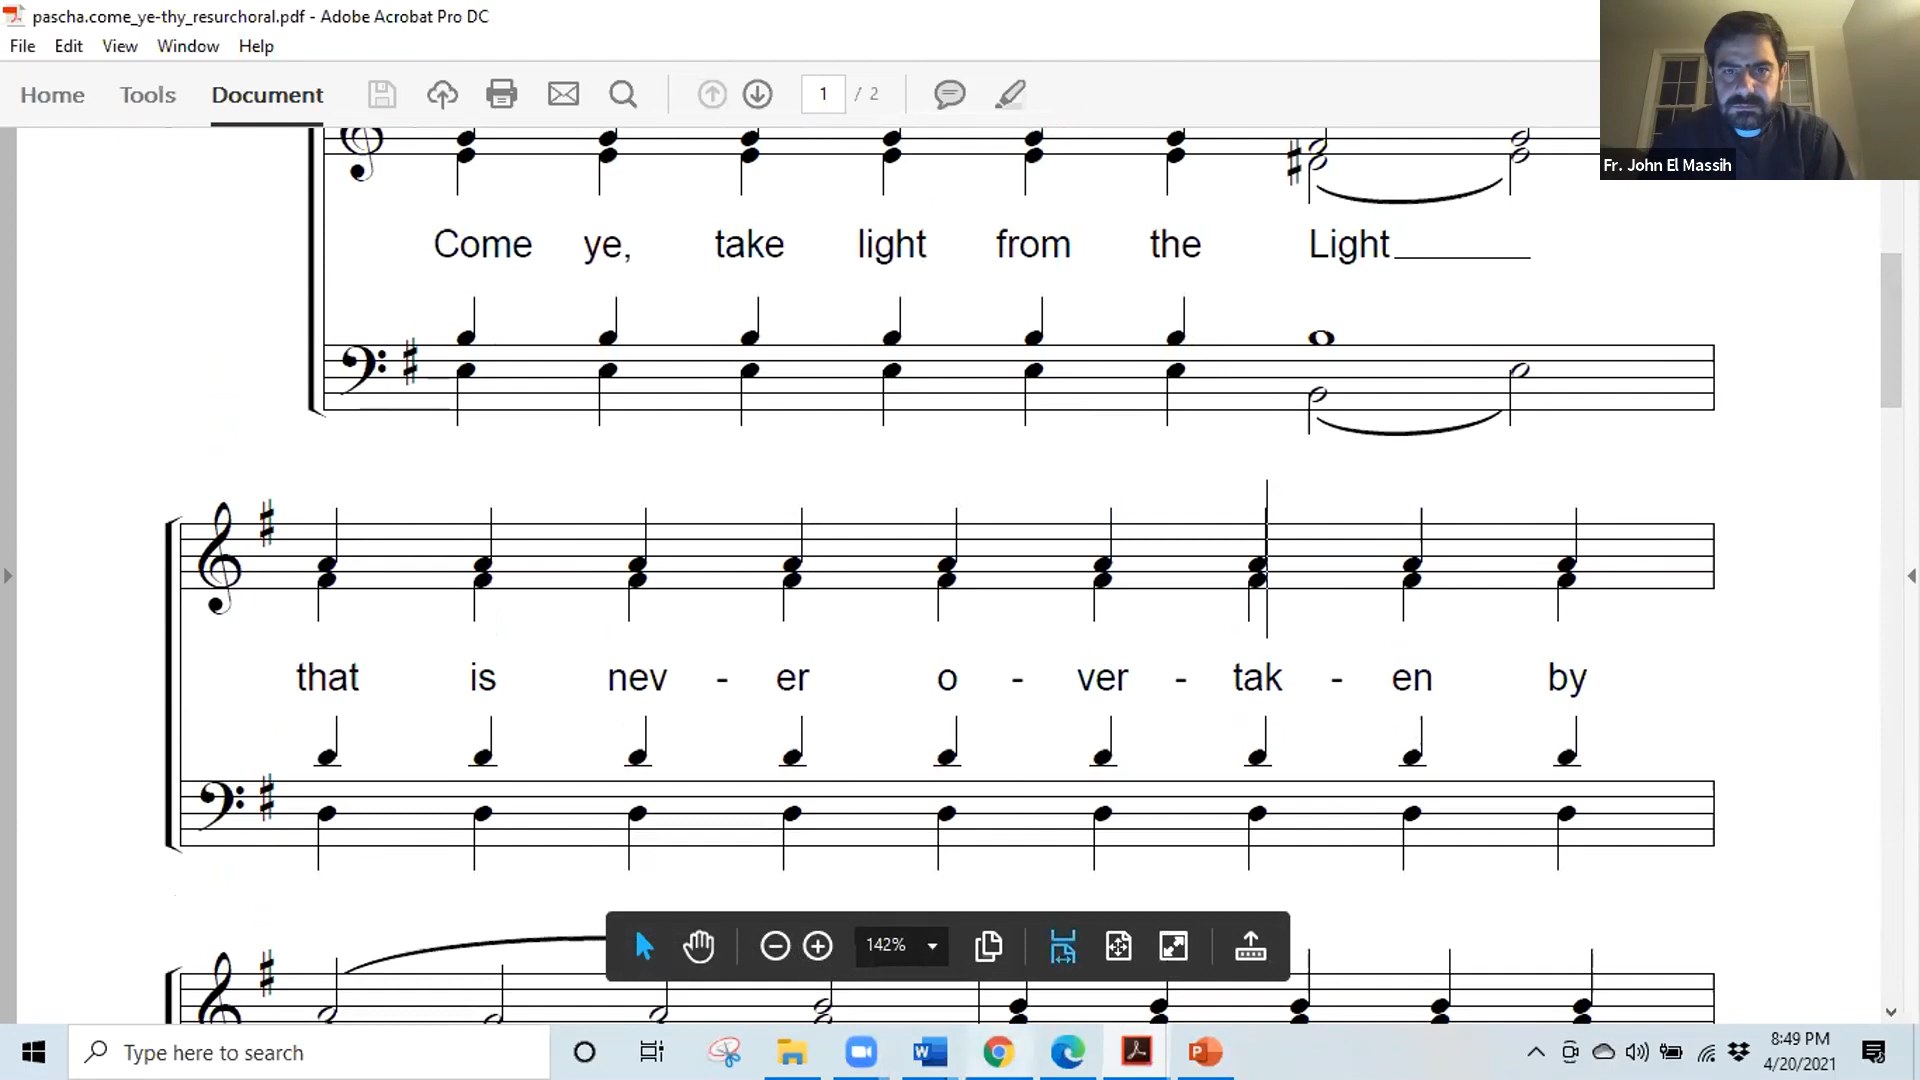 pascha.come_ye-thy_resurchoral.pdf - Adobe Acrobat Pro DC
File Edit View Window Help
Home Tools Document 1 / 2
Fr. John El Massih
Come ye, take light from the Light
that is nev - er o - ver - tak - en by
142%
Type here to search
8:49 PM
4/20/2021